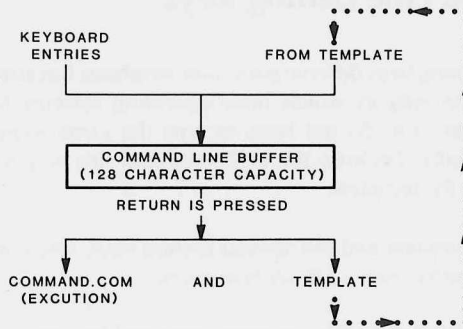 KEYBOARD
ENTRIES
FROM TEMPLATE
COMMAND LINE BUFFER
(128 CHARACTER CAPACITY)
RETURN IS PRESSED
COMMAND.COM
(EXCUTION)
AND
TEMPLATE